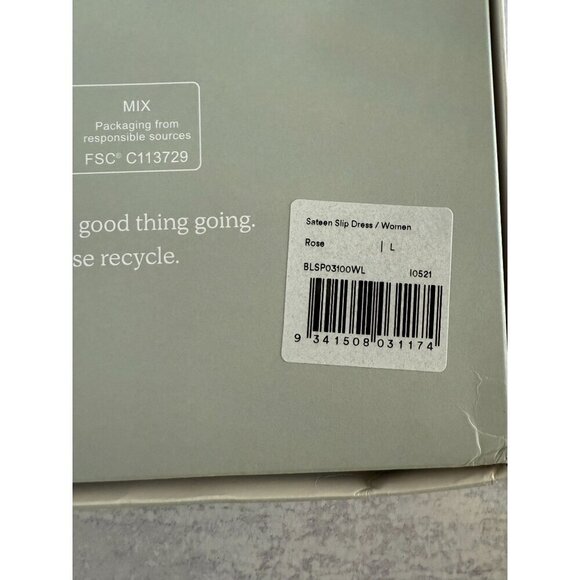 MIX
Packaging from
responsible sources
FSC® C113729
good thing going.
se recycle.
Sateen Slip Dress / Women
Rose | L
BLSP03100WL I0521
9 341508 031174